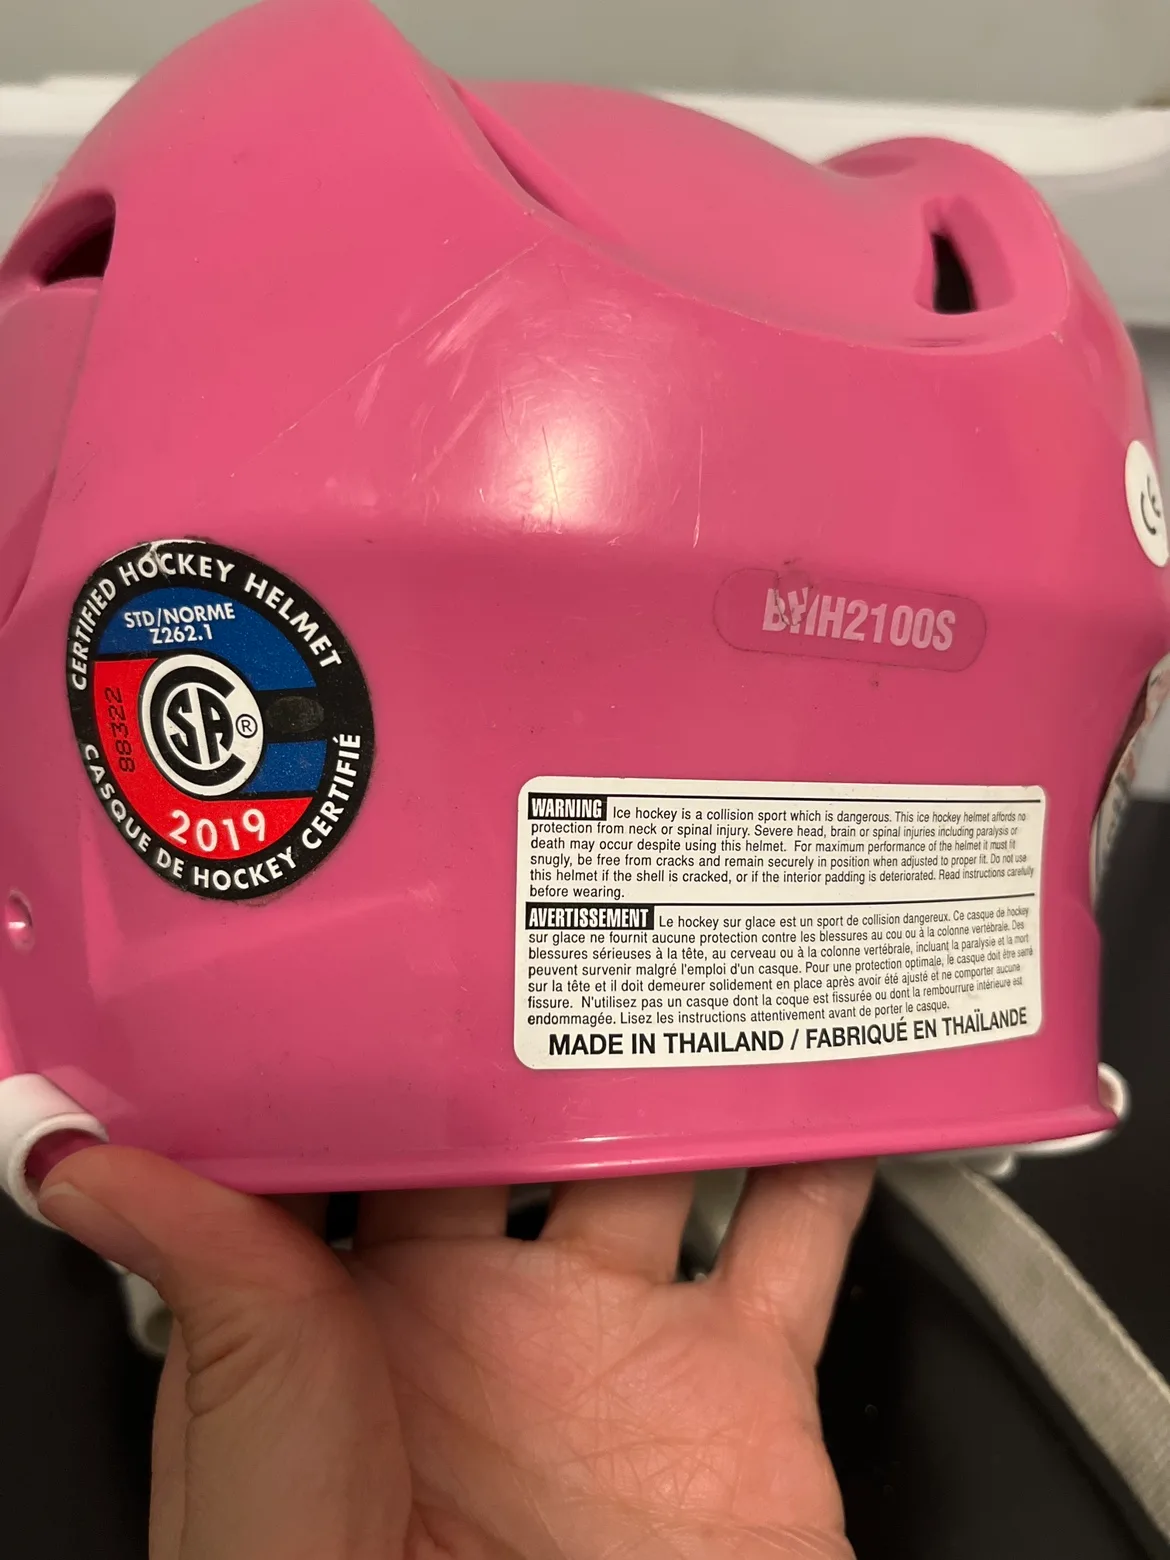 CERTIFIED HOCKEY HELMET
STD/NORME
Z262.1
88322
CSA ®
2019
CASQUE DE HOCKEY CERTIFIÉ
BHH2100S
CE
WARNING Ice hockey is a collision sport which is dangerous. This ice hockey helmet affords no
protection from neck or spinal injury. Severe head, brain or spinal injuries including paralysis or
death may occur despite using this helmet. For maximum performance of the helmet it must fit
snugly, be free from cracks and remain securely in position when adjusted to proper fit. Do not use
this helmet if the shell is cracked, or if the interior padding is deteriorated. Read instructions carefully
before wearing.
AVERTISSEMENT Le hockey sur glace est un sport de collision dangereux. Ce casque de hockey
sur glace ne fournit aucune protection contre les blessures au cou ou à la colonne vertébrale. Des
blessures sérieuses à la tête, au cerveau ou à la colonne vertébrale, incluant la paralysie et la mort
peuvent survenir malgré l'emploi d'un casque. Pour une protection optimale, le casque doit être serré
sur la tête et il doit demeurer solidement en place après avoir été ajusté et ne comporter aucune
fissure. N'utilisez pas un casque dont la coque est fissurée ou dont la rembourrure intérieure est
endommagée. Lisez les instructions attentivement avant de porter le casque.
MADE IN THAILAND / FABRIQUÉ EN THAÏLANDE